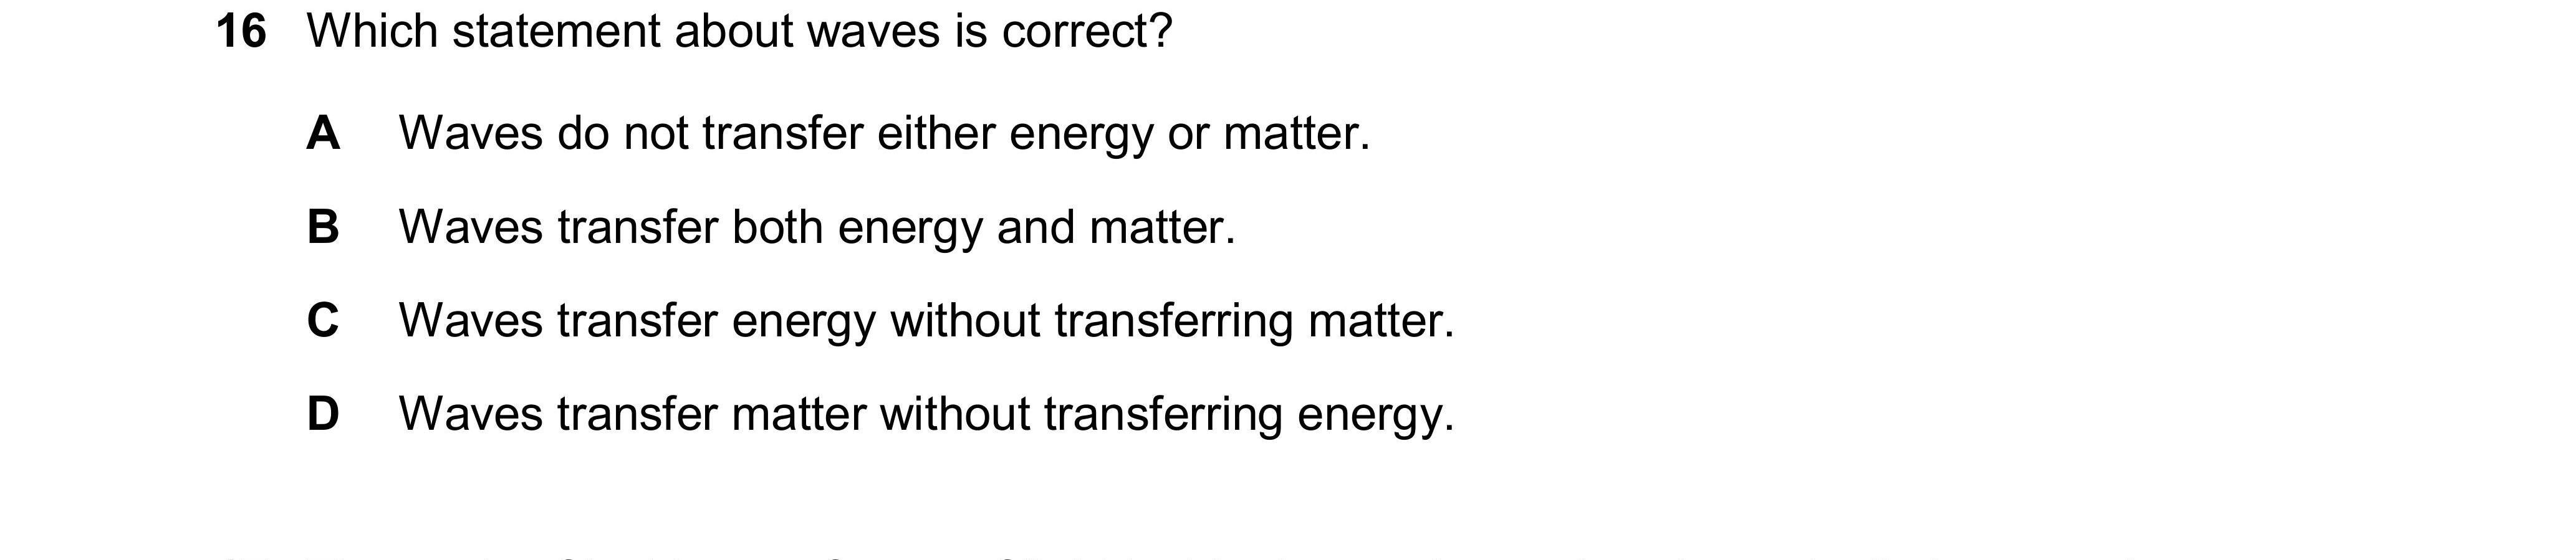 16 Which statement about waves is correct?
A Waves do not transfer either energy or matter.
B Waves transfer both energy and matter.
C Waves transfer energy without transferring matter.
D Waves transfer matter without transferring energy.